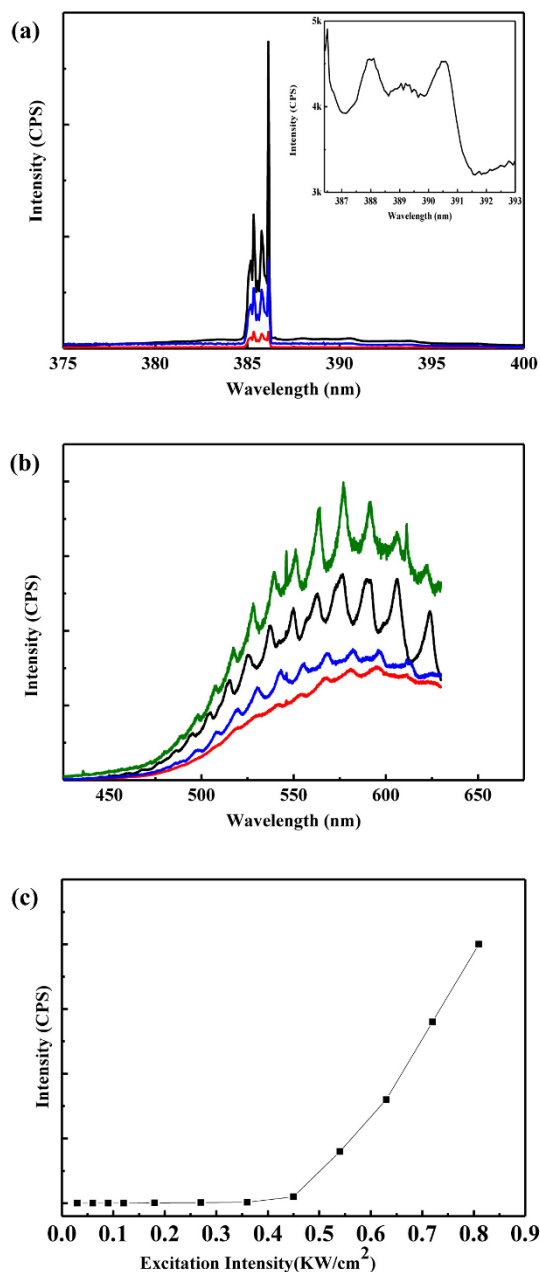 (a)
Intensity (CPS)
5k
4k
3k
Intensity (CPS)
387 388 389 390 391 392 393
Wavelength (nm)
375 380 385 390 395 400
Wavelength (nm)
(b)
Intensity (CPS)
450 500 550 600 650
Wavelength (nm)
(c)
Intensity (CPS)
0.0 0.1 0.2 0.3 0.4 0.5 0.6 0.7 0.8 0.9
Excitation Intensity(KW/cm²)